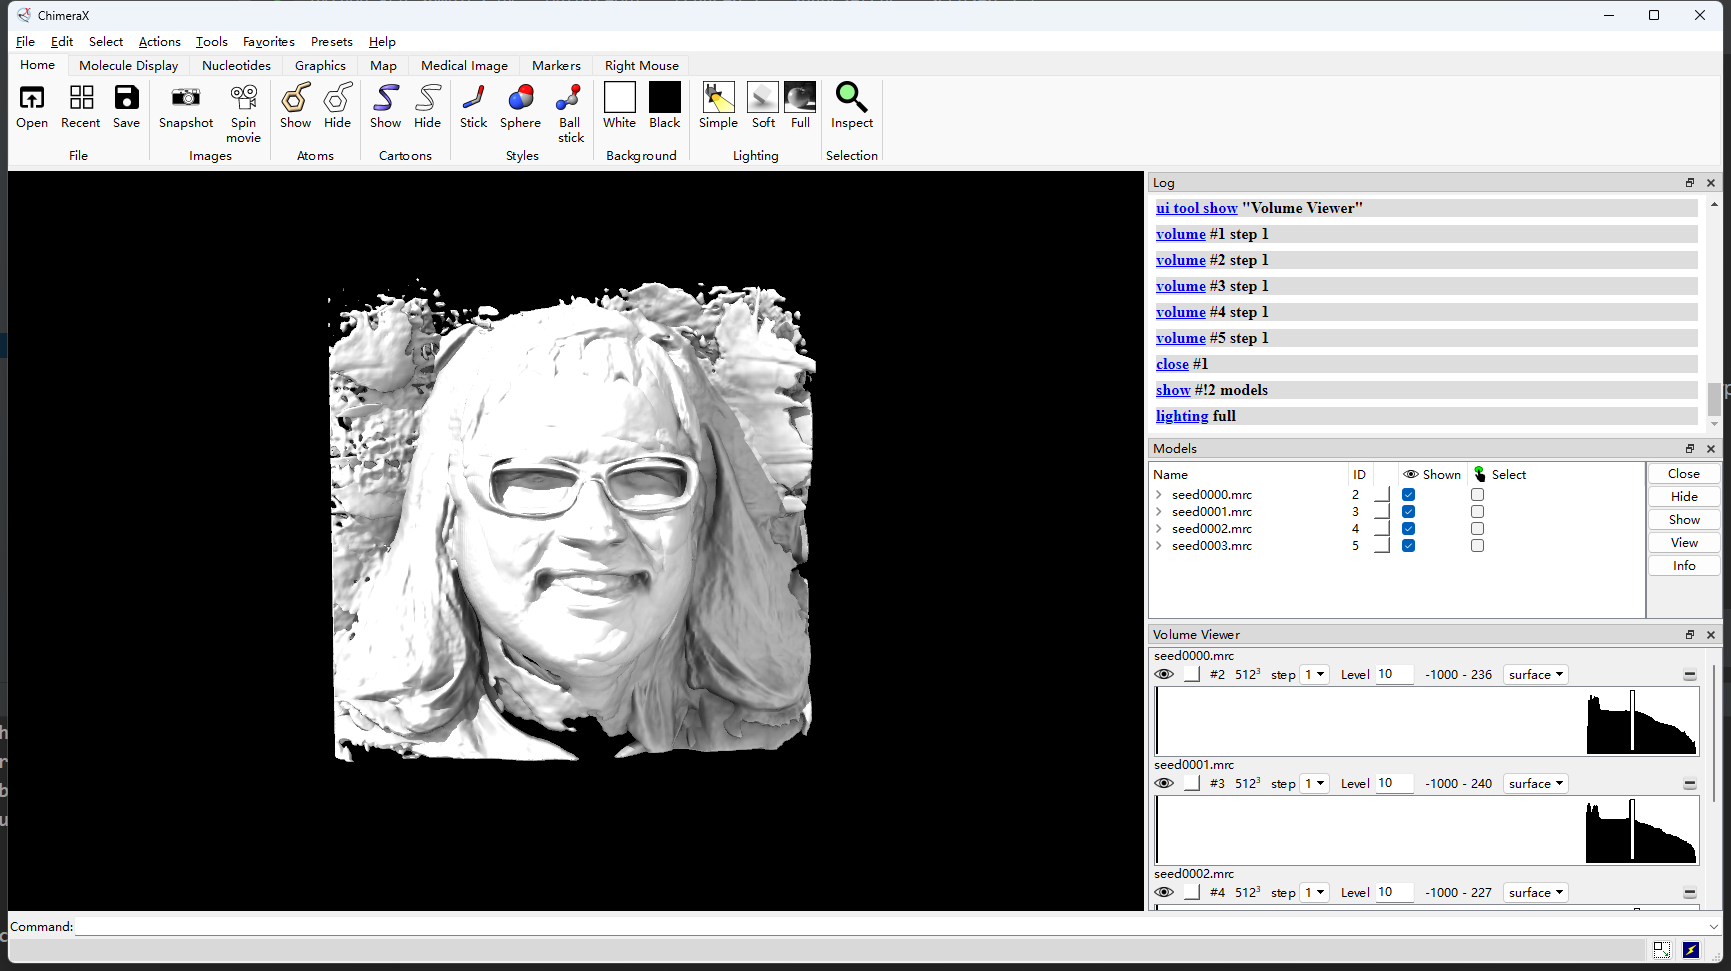 ChimeraX
File Edit Select Actions Tools Favorites Presets Help
Home Molecule Display Nucleotides Graphics Map Medical Image Markers Right Mouse
Open Recent Save Snapshot Spin movie Show Hide Show Hide Stick Sphere Ball stick White Black Simple Soft Full Inspect
File Images Atoms Cartoons Styles Background Lighting Selection
Log
ui tool show "Volume Viewer"
volume #1 step 1
volume #2 step 1
volume #3 step 1
volume #4 step 1
volume #5 step 1
close #1
show #!2 models
lighting full
Models
Name ID Shown Select
seed0000.mrc 2
seed0001.mrc 3
seed0002.mrc 4
seed0003.mrc 5
Close
Hide
Show
View
Info
Volume Viewer
seed0000.mrc
#2 512³ step 1 Level 10 -1000 - 236 surface
seed0001.mrc
#3 512³ step 1 Level 10 -1000 - 240 surface
seed0002.mrc
#4 512³ step 1 Level 10 -1000 - 227 surface
Command: